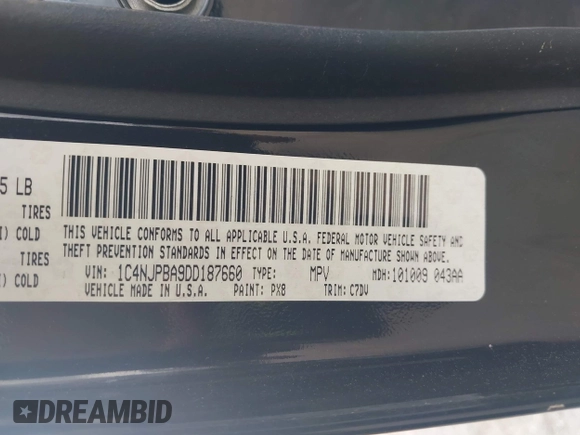 5 LB
TIRES
) COLD
TIRES
) COLD
THIS VEHICLE CONFORMS TO ALL APPLICABLE U.S.A. FEDERAL MOTOR VEHICLE SAFETY AND
THEFT PREVENTION STANDARDS IN EFFECT ON THE DATE OF MANUFACTURE SHOWN ABOVE.
VIN: 1C4NJPBA9DD187660 TYPE: MPV MDH:101009 043AA
VEHICLE MADE IN U.S.A. PAINT: PX8 TRIM: C7DV
DREAMBID